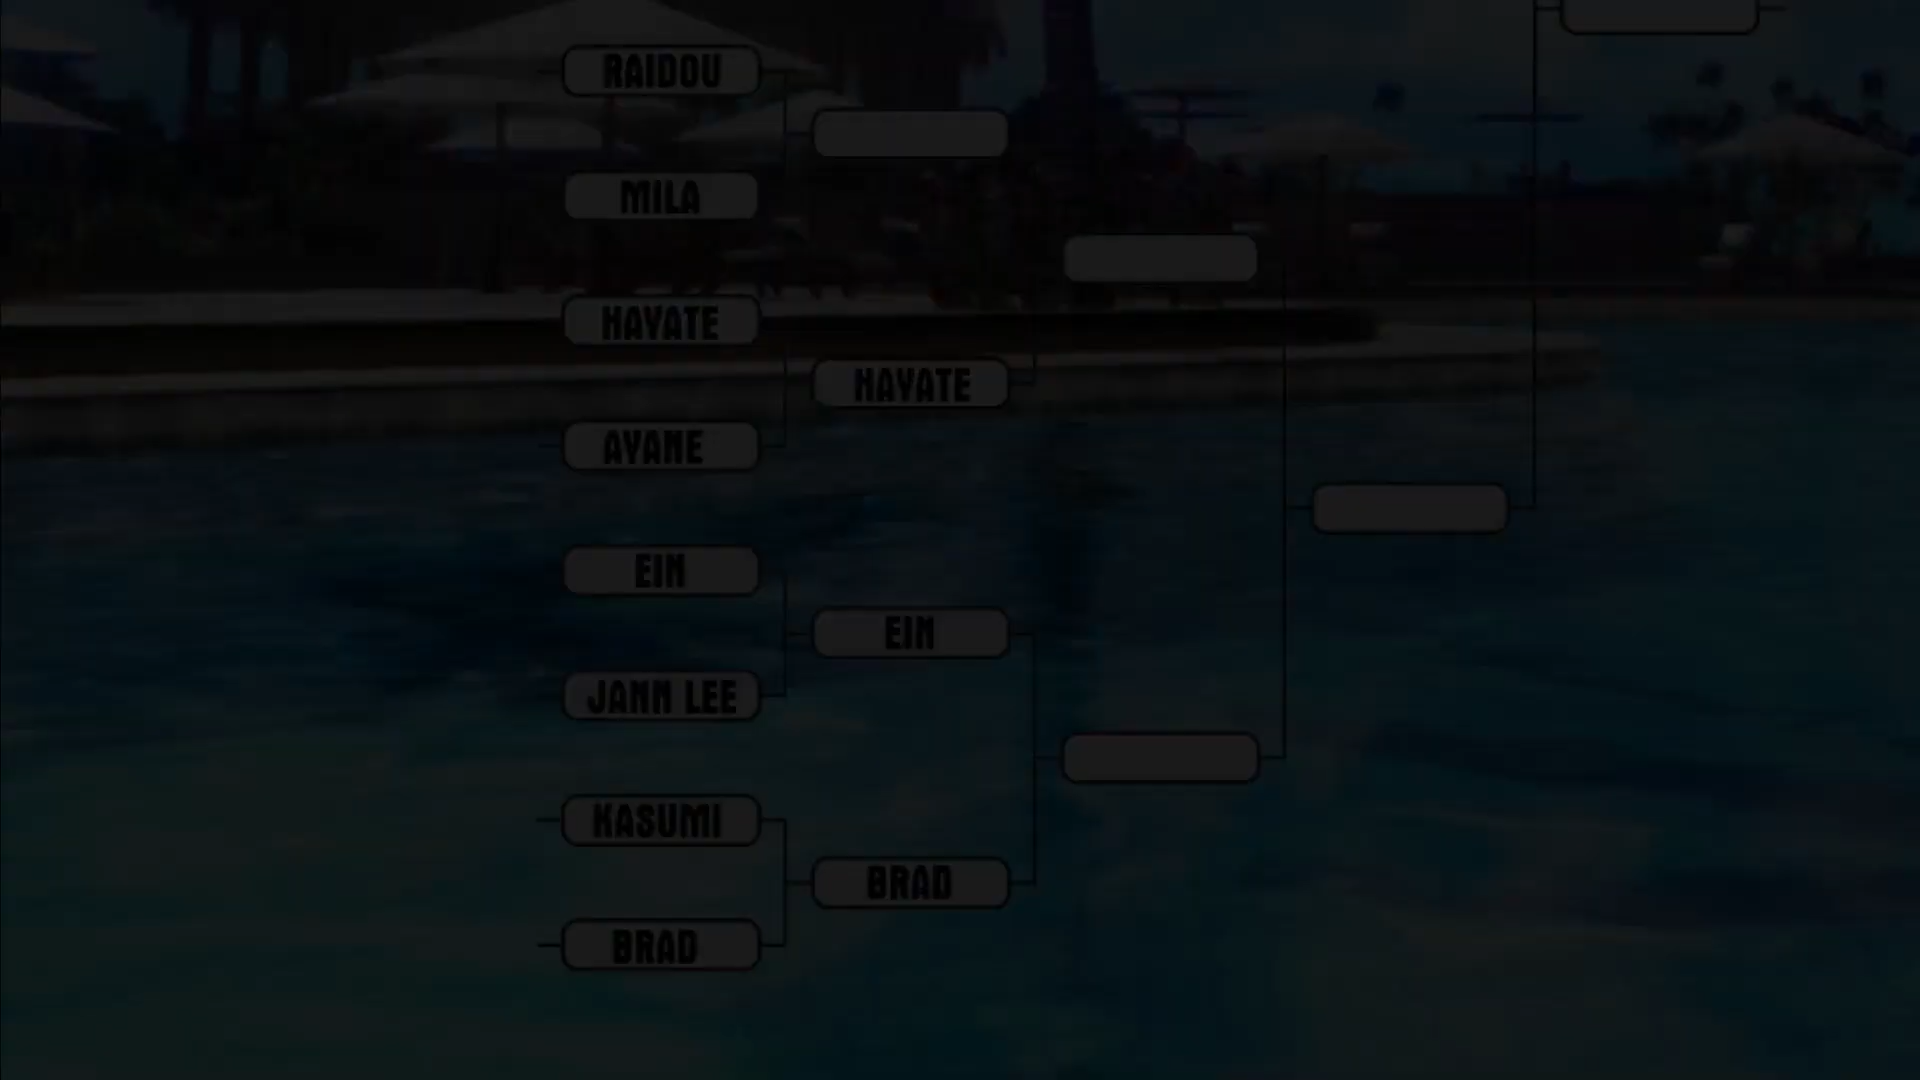 RAIDOU
MILA
HAYATE
HAYATE
AYANE
EIN
EIN
JANN LEE
KASUMI
BRAD
BRAD